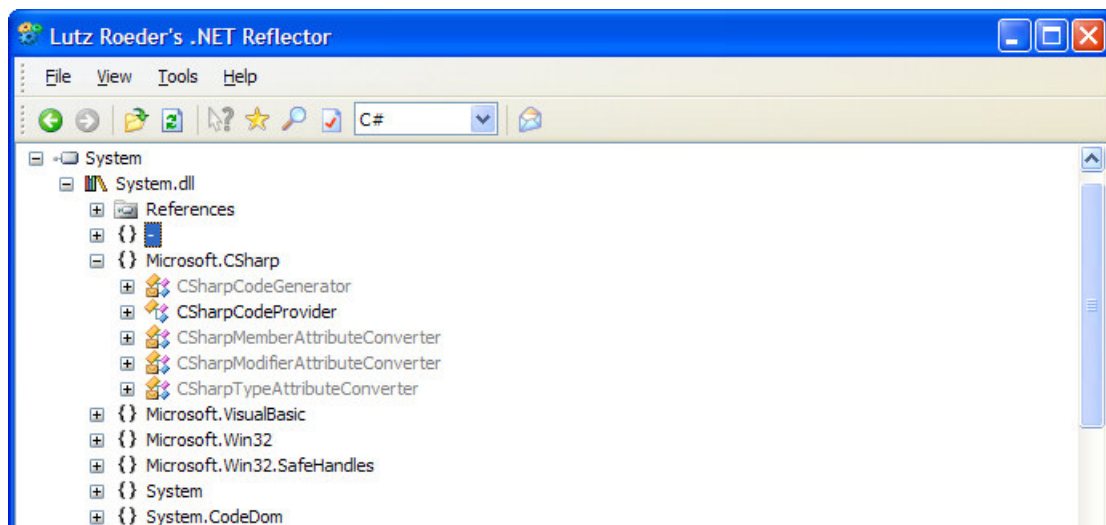 Lutz Roeder's .NET Reflector
File View Tools Help
C#
System
System.dll
References
{} -
{} Microsoft.CSharp
CSharpCodeGenerator
CSharpCodeProvider
CSharpMemberAttributeConverter
CSharpModifierAttributeConverter
CSharpTypeAttributeConverter
{} Microsoft.VisualBasic
{} Microsoft.Win32
{} Microsoft.Win32.SafeHandles
{} System
{} System.CodeDom